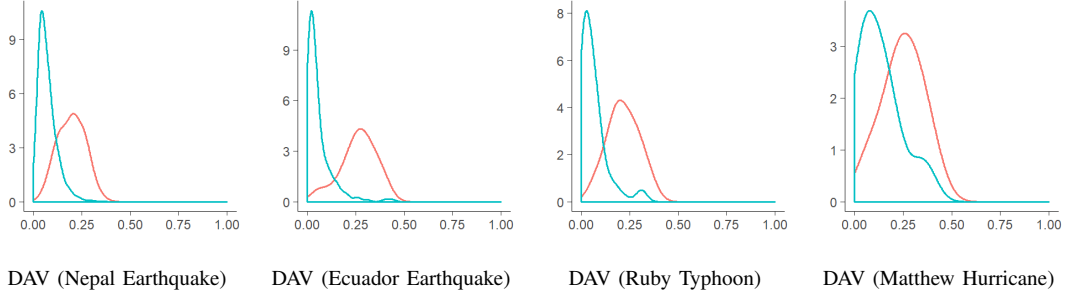 9
6
3
0
0.00 0.25 0.50 0.75 1.00
DAV (Nepal Earthquake)
9
6
3
0
0.00 0.25 0.50 0.75 1.00
DAV (Ecuador Earthquake)
8
6
4
2
0
0.00 0.25 0.50 0.75 1.00
DAV (Ruby Typhoon)
3
2
1
0
0.00 0.25 0.50 0.75 1.00
DAV (Matthew Hurricane)